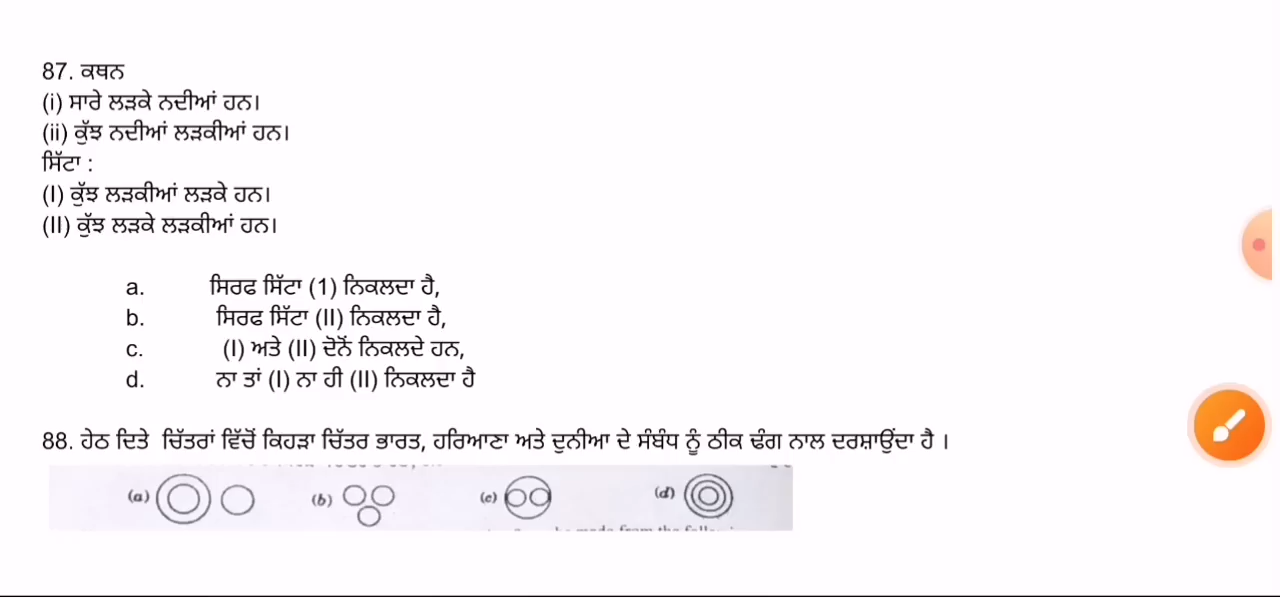 87. ਕਥਨ
(i) ਸਾਰੇ ਲੜਕੇ ਨਦੀਆਂ ਹਨ।
(ii) ਕੁੱਝ ਨਦੀਆਂ ਲੜਕੀਆਂ ਹਨ।
ਸਿੱਟਾ :
(I) ਕੁੱਝ ਲੜਕੀਆਂ ਲੜਕੇ ਹਨ।
(II) ਕੁੱਝ ਲੜਕੇ ਲੜਕੀਆਂ ਹਨ।
a. ਸਿਰਫ ਸਿੱਟਾ (1) ਨਿਕਲਦਾ ਹੈ,
b. ਸਿਰਫ ਸਿੱਟਾ (II) ਨਿਕਲਦਾ ਹੈ,
c. (I) ਅਤੇ (II) ਦੋਨੋਂ ਨਿਕਲਦੇ ਹਨ,
d. ਨਾ ਤਾਂ (I) ਨਾ ਹੀ (II) ਨਿਕਲਦਾ ਹੈ
88. ਹੇਠ ਦਿਤੇ ਚਿੱਤਰਾਂ ਵਿੱਚੋਂ ਕਿਹੜਾ ਚਿੱਤਰ ਭਾਰਤ, ਹਰਿਆਣਾ ਅਤੇ ਦੁਨੀਆ ਦੇ ਸੰਬੰਧ ਨੂੰ ਠੀਕ ਢੰਗ ਨਾਲ ਦਰਸ਼ਾਉਂਦਾ ਹੈ ।
(a) (b) (c) (d)